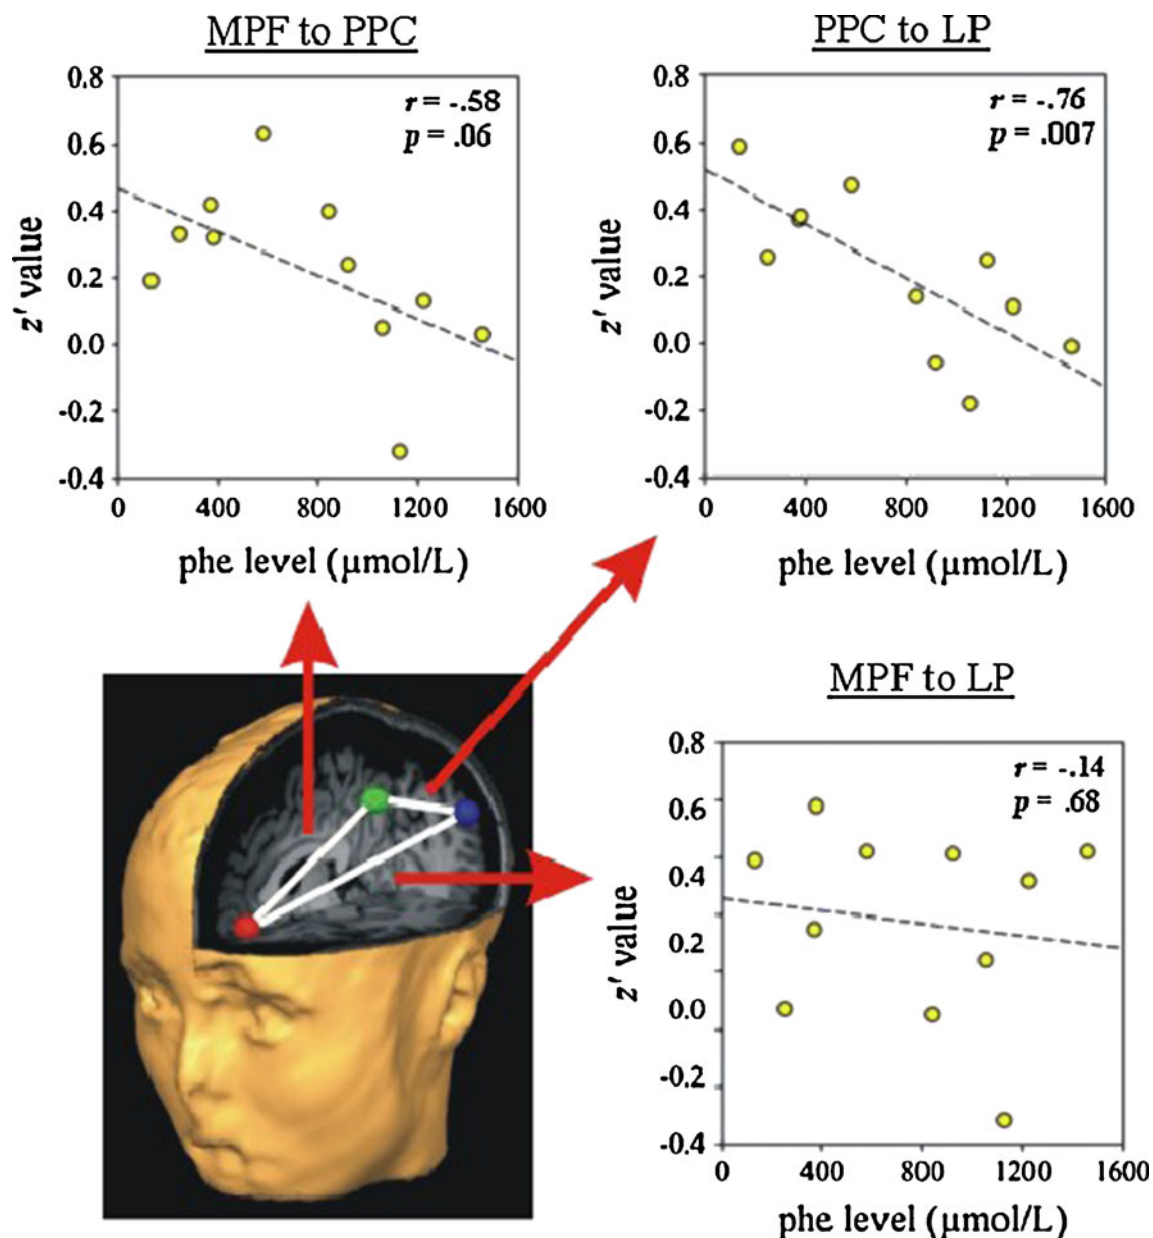 MPF to PPC
0.8
0.6
0.4
0.2
0.0
-0.2
-0.4
z' value
r = -.58
p = .06
0 400 800 1200 1600
phe level (μmol/L)
PPC to LP
0.8
0.6
0.4
0.2
0.0
-0.2
-0.4
z' value
r = -.76
p = .007
0 400 800 1200 1600
phe level (μmol/L)
MPF to LP
0.8
0.6
0.4
0.2
0.0
-0.2
-0.4
z' value
r = -.14
p = .68
0 400 800 1200 1600
phe level (μmol/L)